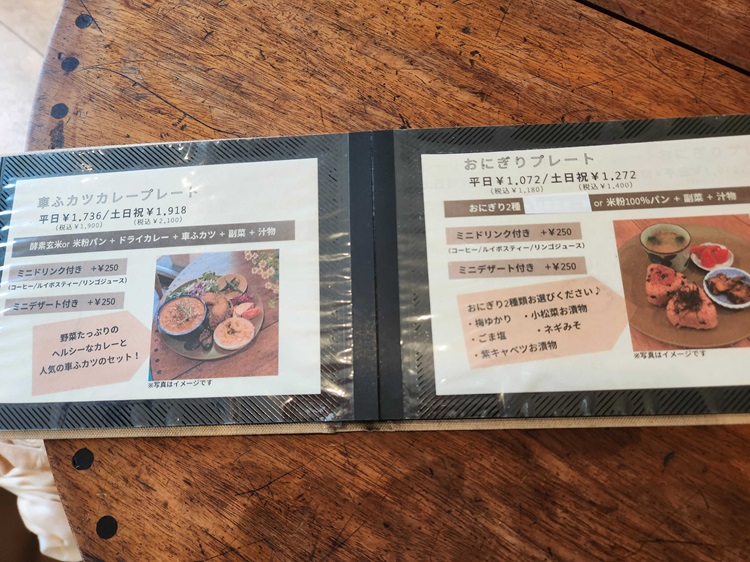 車ふカツカレープレート
平日¥1,736/土日祝¥1,918
(税込¥1,900) (税込¥2,100)
酵素玄米or 米粉パン + ドライカレー + 車ふカツ + 副菜 + 汁物
ミニドリンク付き +¥250
(コーヒー/ルイボスティー/リンゴジュース)
ミニデザート付き +¥250
野菜たっぷりの
ヘルシーなカレーと
人気の車ふカツのセット!
※写真はイメージです
おにぎりプレート
平日¥1,072/土日祝¥1,272
(税込¥1,180) (税込¥1,400)
おにぎり2種 or 米粉100%パン + 副菜 + 汁物
ミニドリンク付き +¥250
(コーヒー/ルイボスティー/リンゴジュース)
ミニデザート付き +¥250
おにぎり2種類お選びください♪
・梅ゆかり ・小松菜お漬物
・ごま塩 ・ネギみそ
・紫キャベツお漬物
※写真はイメージです